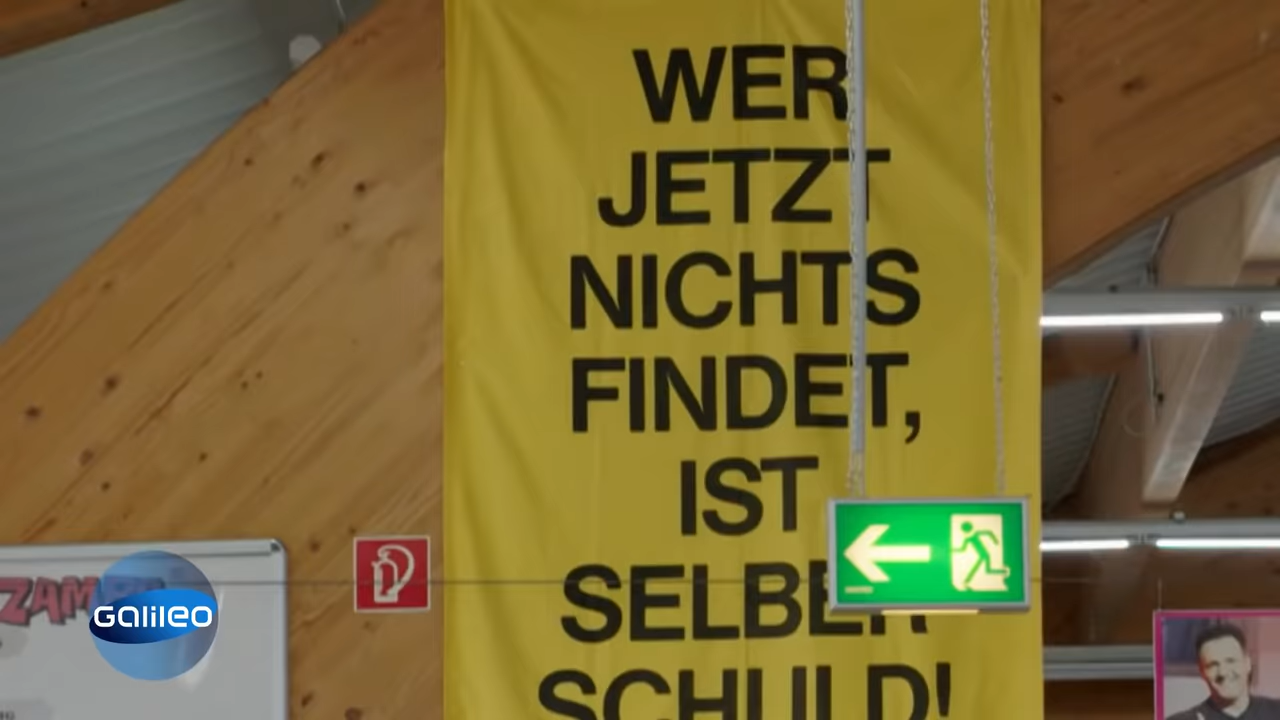 WER
JETZT
NICHTS
FINDET,
IST
SELBER
SCHULD!
Galileo